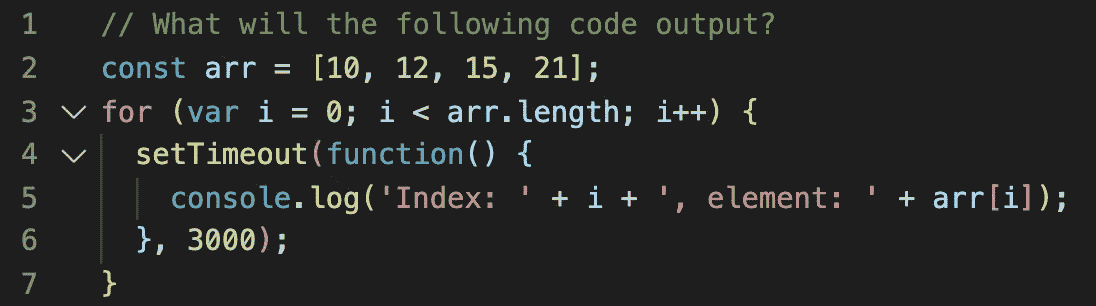 1 // What will the following code output?
2 const arr = [10, 12, 15, 21];
3 for (var i = 0; i < arr.length; i++) {
4 setTimeout(function() {
5 console.log('Index: ' + i + ', element: ' + arr[i]);
6 }, 3000);
7 }